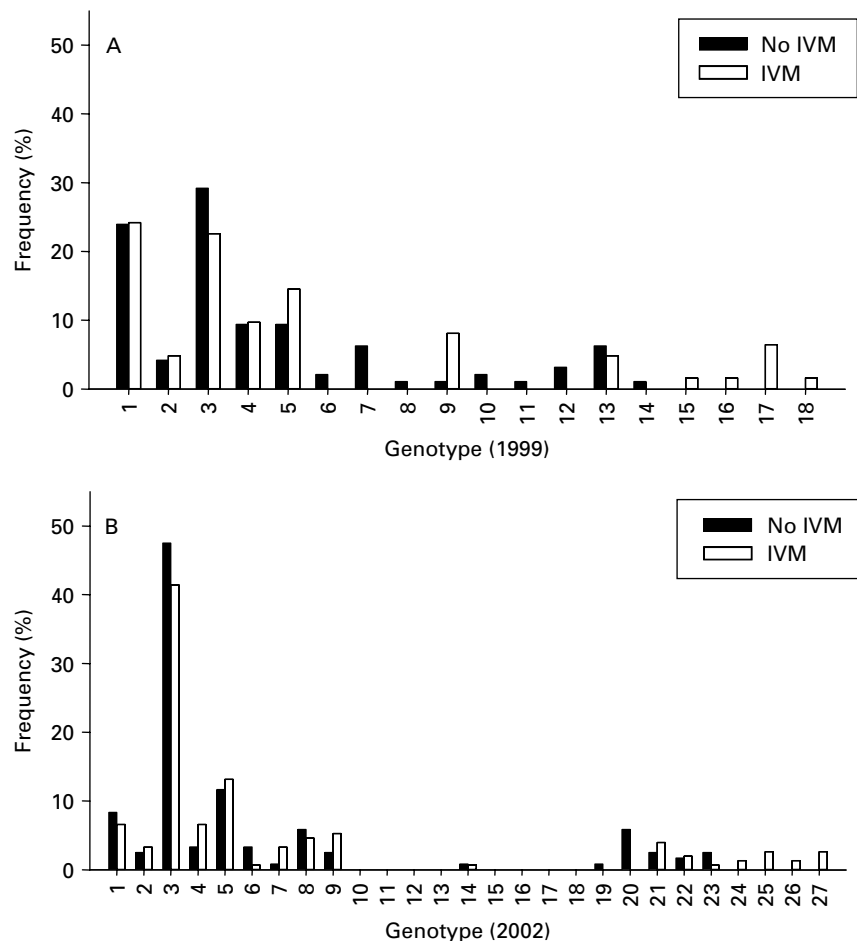 A
No IVM
IVM
Frequency (%)
50
40
30
20
10
0
1 2 3 4 5 6 7 8 9 10 11 12 13 14 15 16 17 18
Genotype (1999)
B
No IVM
IVM
Frequency (%)
50
40
30
20
10
0
1 2 3 4 5 6 7 8 9 10 11 12 13 14 15 16 17 18 19 20 21 22 23 24 25 26 27
Genotype (2002)